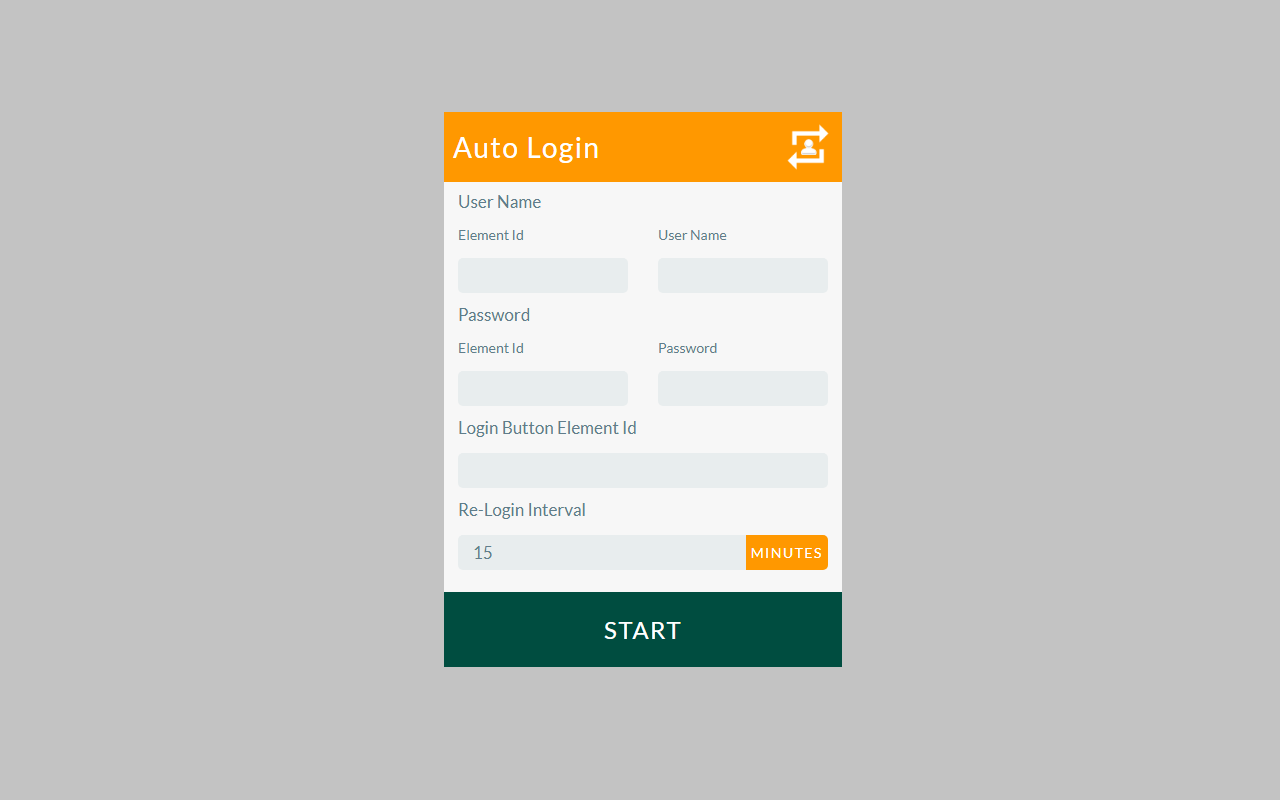 Auto Login
User Name
Element Id User Name
Password
Element Id Password
Login Button Element Id
Re-Login Interval
15 MINUTES
START